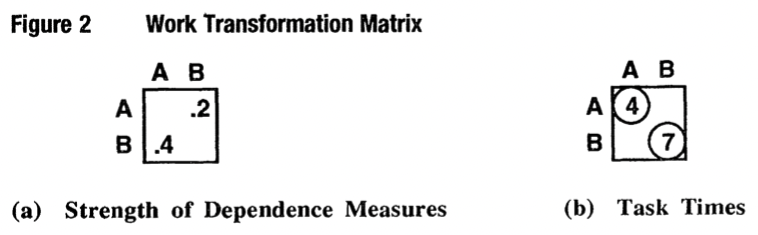 Figure 2 Work Transformation Matrix
A B A B
A .2 A 4
B .4 B 7
(a) Strength of Dependence Measures (b) Task Times